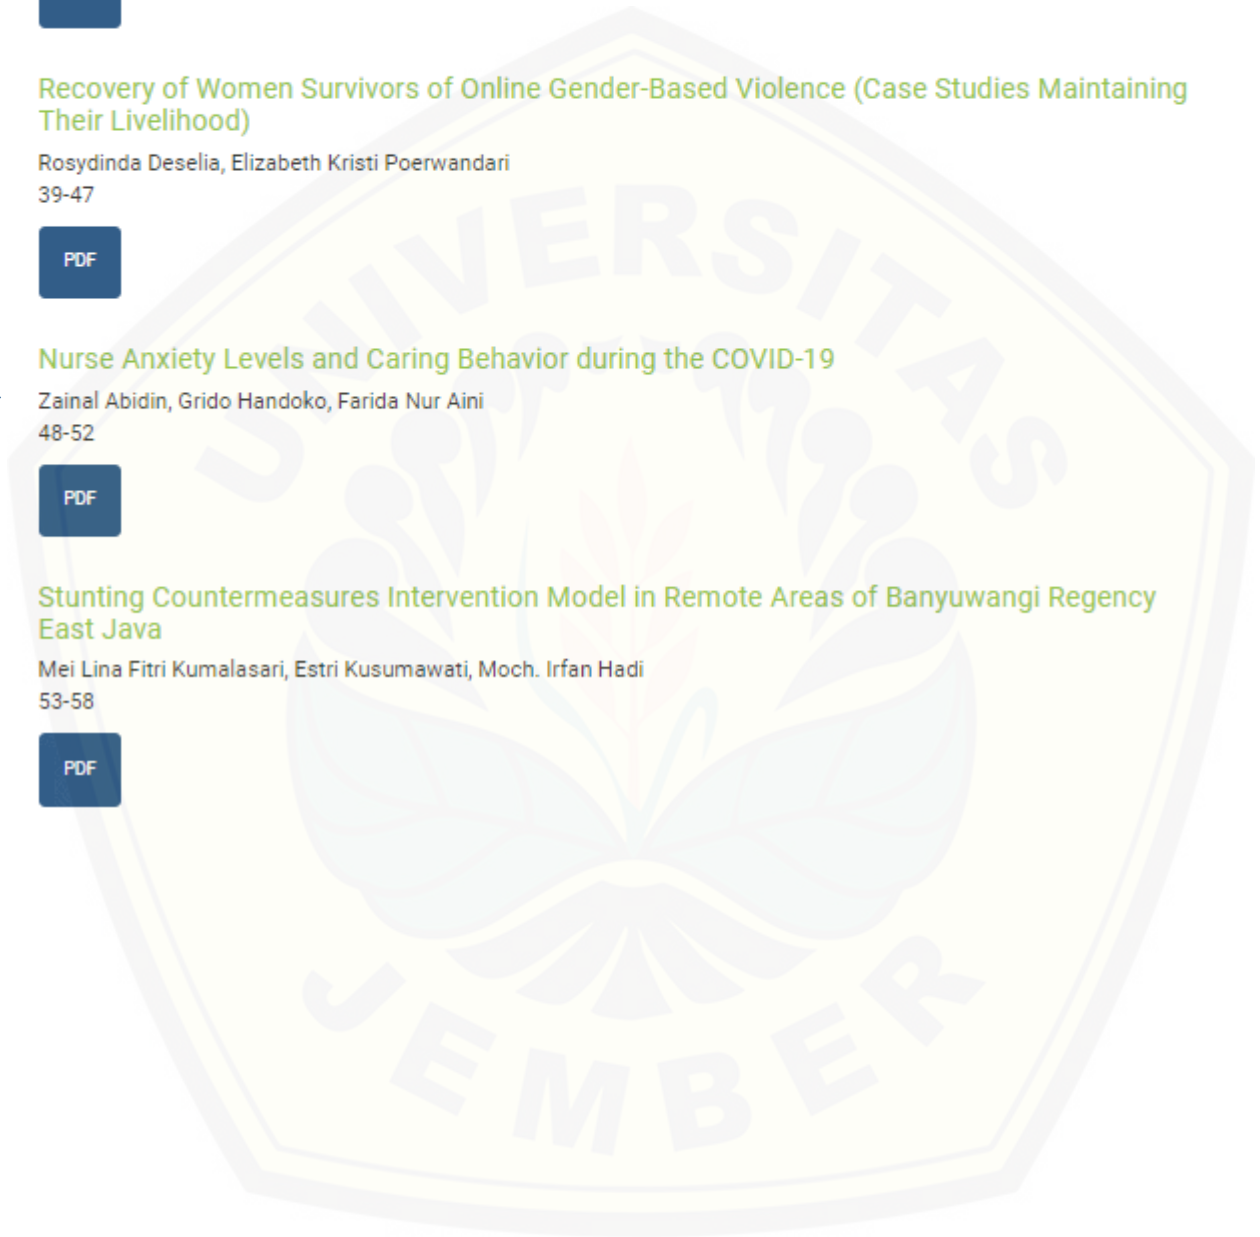 Recovery of Women Survivors of Online Gender-Based Violence (Case Studies Maintaining
Their Livelihood)
Rosydinda Deselia, Elizabeth Kristi Poerwandari
39-47
PDF
Nurse Anxiety Levels and Caring Behavior during the COVID-19
Zainal Abidin, Grido Handoko, Farida Nur Aini
48-52
PDF
Stunting Countermeasures Intervention Model in Remote Areas of Banyuwangi Regency
East Java
Mei Lina Fitri Kumalasari, Estri Kusumawati, Moch. Irfan Hadi
53-58
PDF
UNIVERSITAS
JEMBER